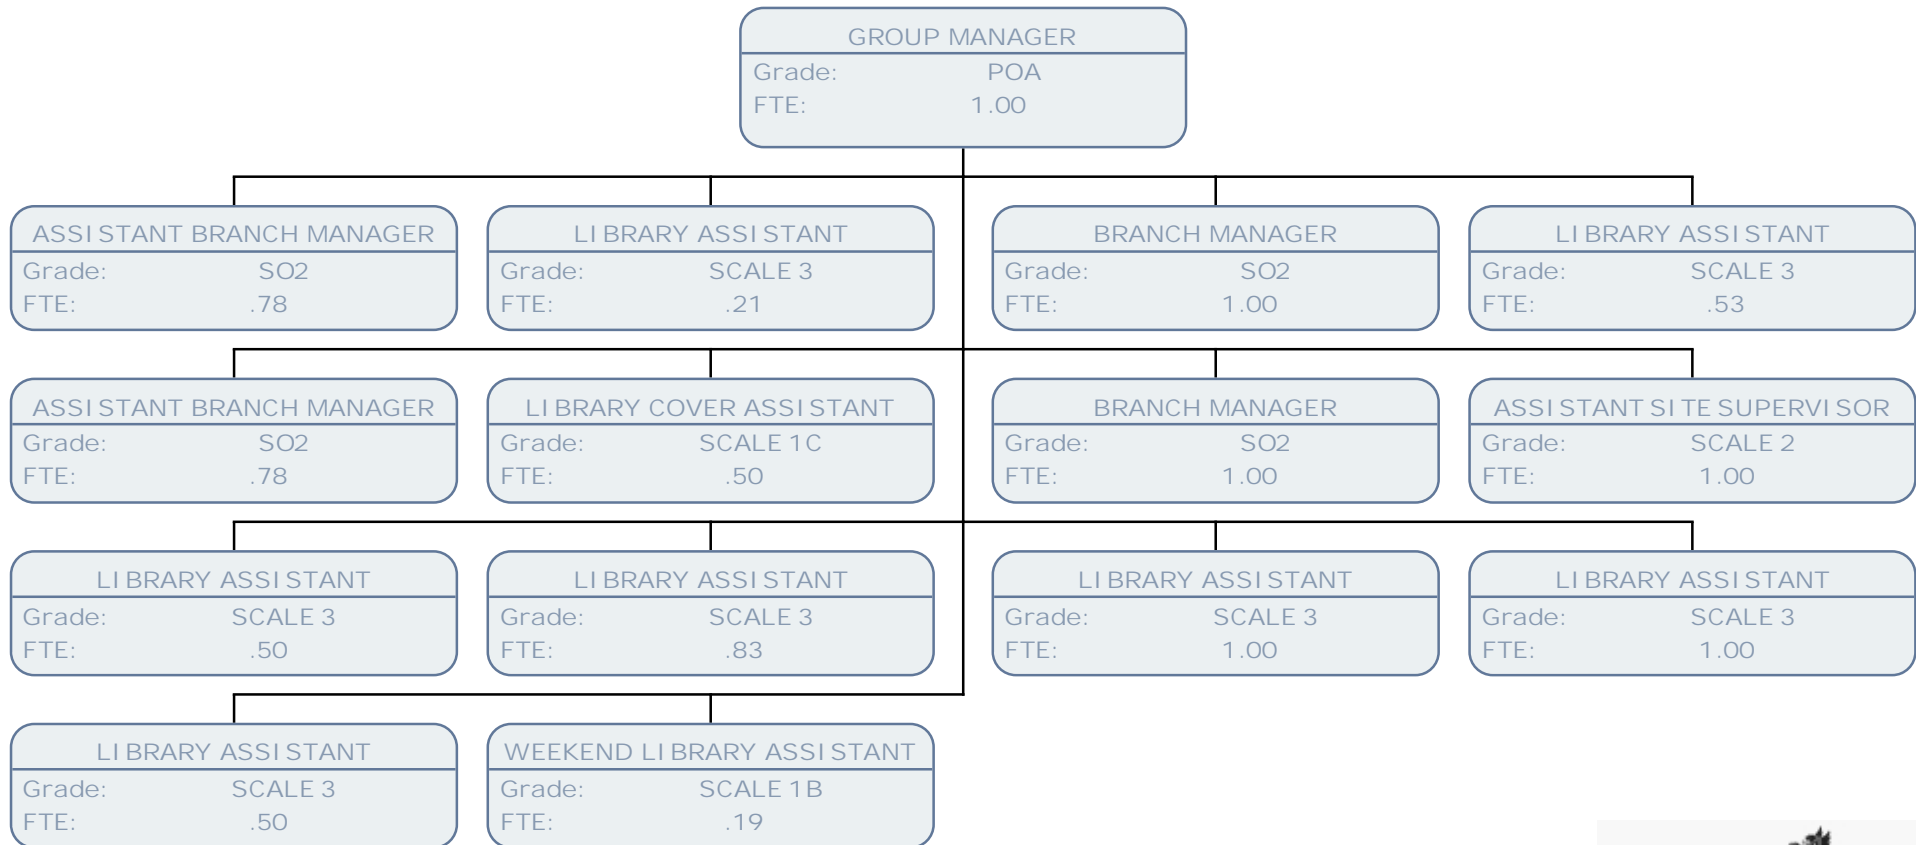 GROUP MANAGER
Grade: POA
FTE: 1.00
ASSISTANT BRANCH MANAGER
Grade: SO2
FTE: .78
LIBRARY ASSISTANT
Grade: SCALE 3
FTE: .21
BRANCH MANAGER
Grade: SO2
FTE: 1.00
LIBRARY ASSISTANT
Grade: SCALE 3
FTE: .53
ASSISTANT BRANCH MANAGER
Grade: SO2
FTE: .78
LIBRARY COVER ASSISTANT
Grade: SCALE 1C
FTE: .50
BRANCH MANAGER
Grade: SO2
FTE: 1.00
ASSISTANT SITE SUPERVISOR
Grade: SCALE 2
FTE: 1.00
LIBRARY ASSISTANT
Grade: SCALE 3
FTE: .50
LIBRARY ASSISTANT
Grade: SCALE 3
FTE: .83
LIBRARY ASSISTANT
Grade: SCALE 3
FTE: 1.00
LIBRARY ASSISTANT
Grade: SCALE 3
FTE: 1.00
LIBRARY ASSISTANT
Grade: SCALE 3
FTE: .50
WEEKEND LIBRARY ASSISTANT
Grade: SCALE 1B
FTE: .19